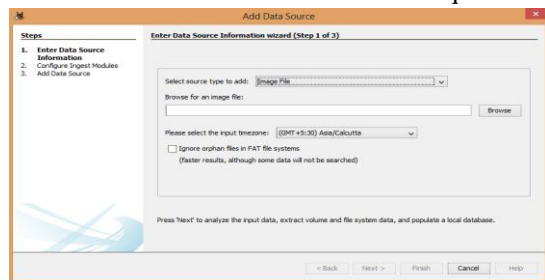 Add Data Source
Steps
1. Enter Data Source Information
2. Configure Ingest Modules
3. Add Data Source
Enter Data Source Information wizard (Step 1 of 3)
Select source type to add: Image File
Browse for an image file:
Browse
Please select the input timezone: (GMT+5:30) Asia/Calcutta
Ignore orphan files in FAT file systems
(faster results, although some data will not be searched)
Press 'Next' to analyze the input data, extract volume and file system data, and populate a local database.
< Back Next > Finish Cancel Help